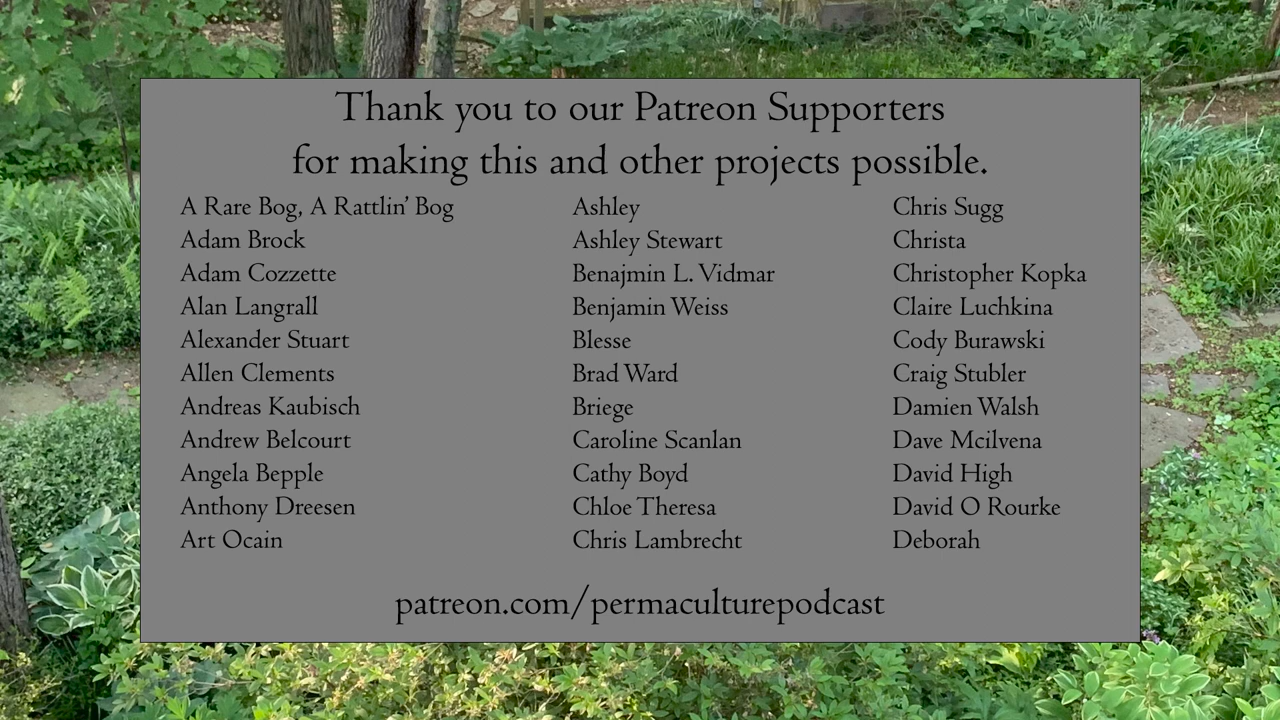 Thank you to our Patreon Supporters
for making this and other projects possible.
A Rare Bog, A Rattlin' Bog
Adam Brock
Adam Cozzette
Alan Langrall
Alexander Stuart
Allen Clements
Andreas Kaubisch
Andrew Belcourt
Angela Bepple
Anthony Dreesen
Art Ocain
Ashley
Ashley Stewart
Benajmin L. Vidmar
Benjamin Weiss
Blesse
Brad Ward
Briege
Caroline Scanlan
Cathy Boyd
Chloe Theresa
Chris Lambrecht
Chris Sugg
Christa
Christopher Kopka
Claire Luchkina
Cody Burawski
Craig Stubler
Damien Walsh
Dave Mcilvena
David High
David O Rourke
Deborah
patreon.com/permaculturepodcast